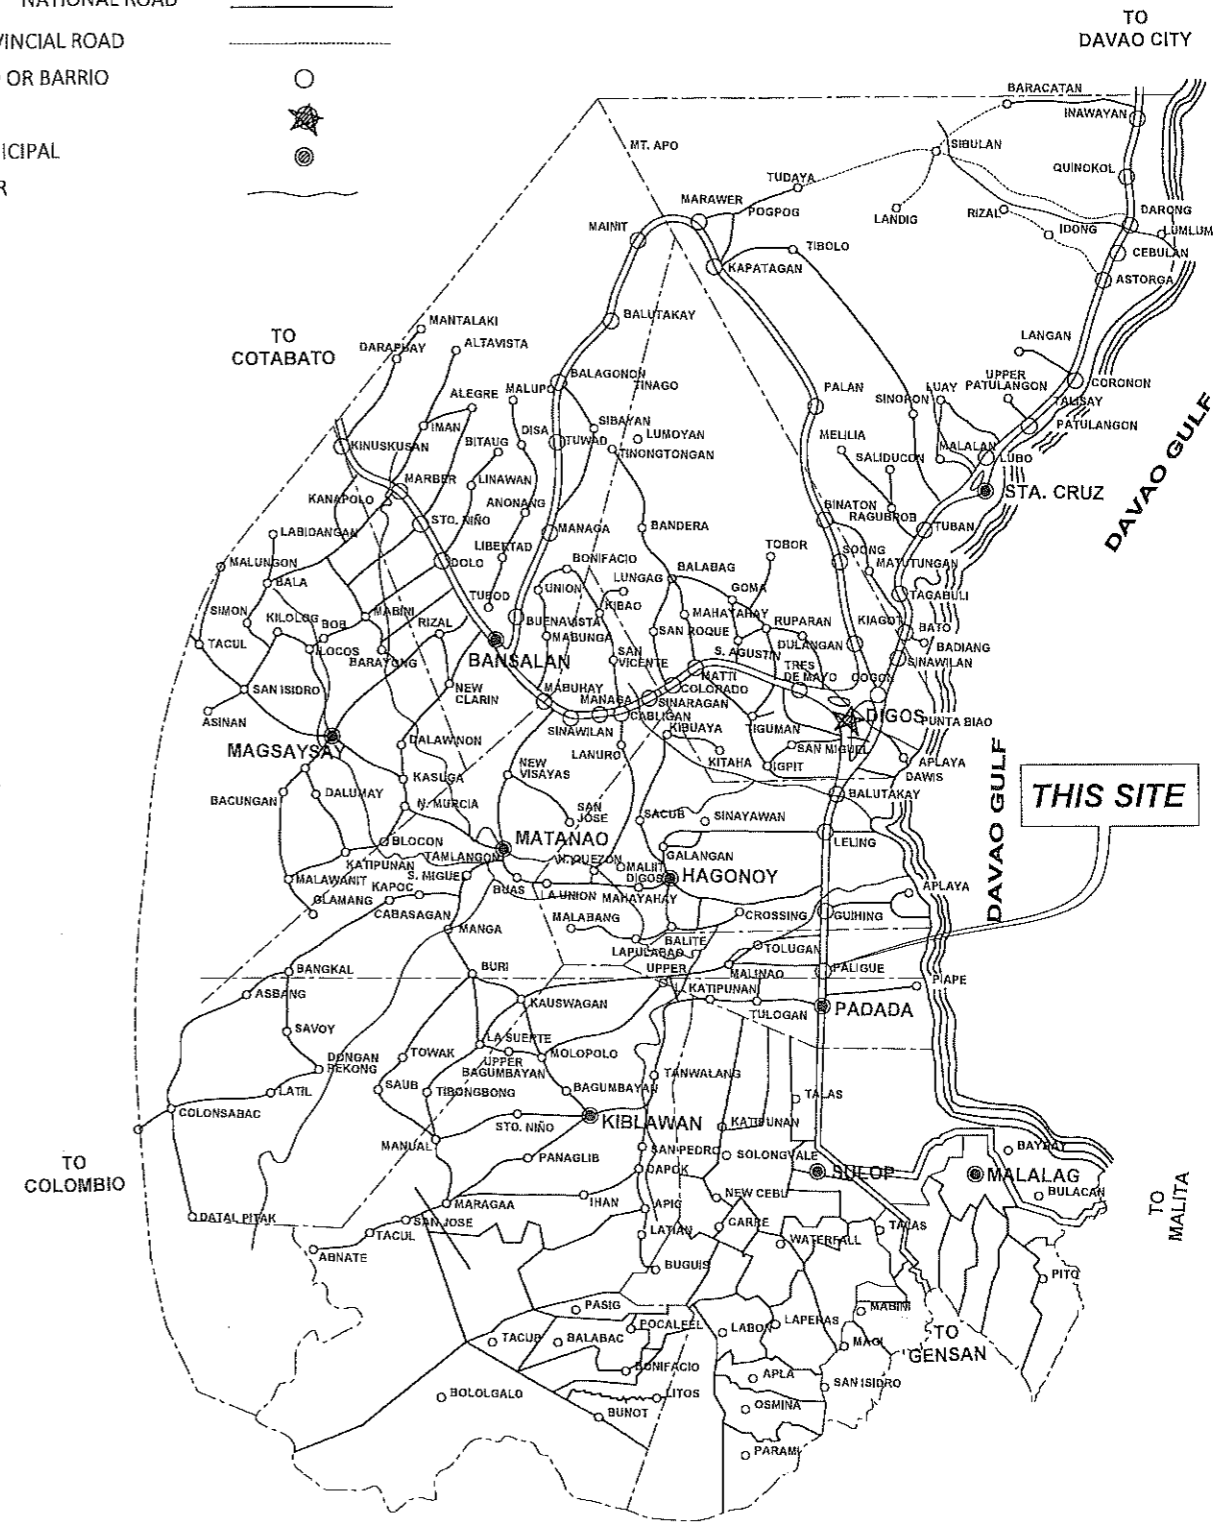 NATIONAL ROAD
VINCIAL ROAD
OR BARRIO
ICIPAL
R
TO
DAVAO CITY
BARACATAN
INAWAYAN
MT. APO
SIBULAN
QUINOKOL
TUDAYA
MARAWER
POGPOG
LANDIG
RIZAL
DARONG
MAINIT
IDONG
LUMLUM
TIBOLO
CEBULAN
KAPATAGAN
ASTORGA
MANTALAKI
BALUTAKAY
TO
COTABATO
DARAPUAY
ALTAVISTA
LANGAN
BALAGONON
TINAGO
UPPER
PATULANGON
CORONON
ALEGRE
MALUPO
PALAN
SINORON
LUAY
TALISAY
IMAN
BITAUG
DISA
SIBAYAN
LUMOYAN
PATULANGON
KINUSKUSAN
TUWAD
TINONGTONGAN
MELILIA
SALIDUCON
MALALAN
LUBO
MARBER
LINAWAN
KANAPOLO
ANONANG
STA. CRUZ
STO. NIÑO
BINATON
RAGUBROB
LABIDANGAN
MANAGA
BANDERA
TUBAN
DAVAO GULF
MALUNGON
DOLO
LIBERTAD
BONIFACIO
TOBOR
SOONG
MATUTUNGAN
BALA
UNION
LUNGAG
BALABAG
GOMA
TAGABULI
SIMON
KILOLOG
BOB
MABINI
TUBOD
BUENAVISTA
KIBAO
MAHAYAHAY
RUPARAN
KIAGOT
BATO
TACUL
LOCOS
RIZAL
MABUNGA
SAN ROQUE
DULANGAN
BADIANG
BARAYONG
BANSALAN
SAN
VICENTE
S. AGUSTIN
SINAWILAN
SAN ISIDRO
NEW
CLARIN
MATTI
TRES
DE MAYO
COGON
ASINAN
MABUHAY
MANAGA
COLORADO
SINARAGAN
DIGOS
PUNTA BIAO
MAGSAYSAY
DALAWINON
SINAWILAN
CABLIGAN
KIBUAYA
TIGUMAN
SAN MIGUEL
LANURO
KITAHA
IGPIT
APLAYA
KASUGA
NEW
VISAYAS
DAWIS
BACUNGAN
DALUMAY
N. MURCIA
BALUTAKAY
DAVAO GULF
THIS SITE
SAN
JOSE
SACUB
SINAYAWAN
BLOCON
MATANAO
LELING
KATIPUNAN
TAMLANGON
GALANGAN
MALAWANIT
KAPOC
MALIIT
DIGOS
HAGONOY
GLAMANG
BUAS
LA UNION
MAHAYAHAY
APLAYA
CABASAGAN
MALABANG
CROSSING
GUIHING
MANGA
BALITE
LAPULABAO
TOLUGAN
BANGKAL
BURI
UPPER
MALINAO
PALIGUE
ASBANG
KAUSWAGAN
KATIPUNAN
PIAPE
TULOGAN
PADADA
SAVOY
LA SUERTE
DONGAN
PEKONG
TOWAK
UPPER
BAGUMBAYAN
MOLOPOLO
LATIL
SAUB
TIBONGBONG
BAGUMBAYAN
TANWALANG
TALAS
COLONSABAC
STO. NIÑO
KIBLAWAN
KATIPUNAN
MANUAL
SAN PEDRO
SOLONGVALE
BAYBAY
TO
COLOMBIO
PANAGLIB
DAPOK
SULOP
MALALAG
BULACAN
MARAGAA
IHAN
APIC
NEW CEBU
TO
MALITA
DATAL PITAK
SAN JOSE
TACUL
LATIAN
CARRE
WATERFALL
TALAS
ABNATE
BUGUIS
PITO
PASIG
MABINI
TACUB
BALABAC
POCALEEL
LABON
LAPERAS
MAGI
TO
GENSAN
BONIFACIO
APLA
SAN ISIDRO
BOLOLGALO
LITOS
BUNOT
OSMINA
PARAMI